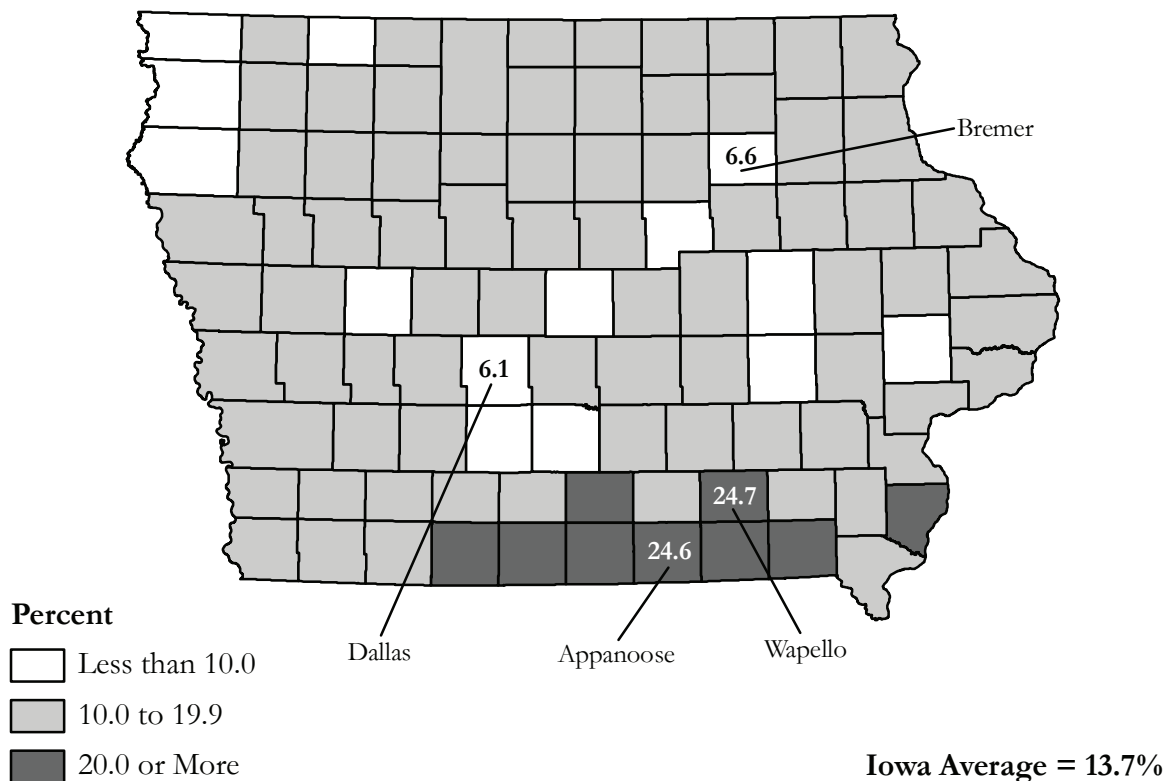 Bremer
6.6
6.1
24.7
24.6
Dallas
Appanoose
Wapello
Percent
Less than 10.0
10.0 to 19.9
20.0 or More
Iowa Average = 13.7%